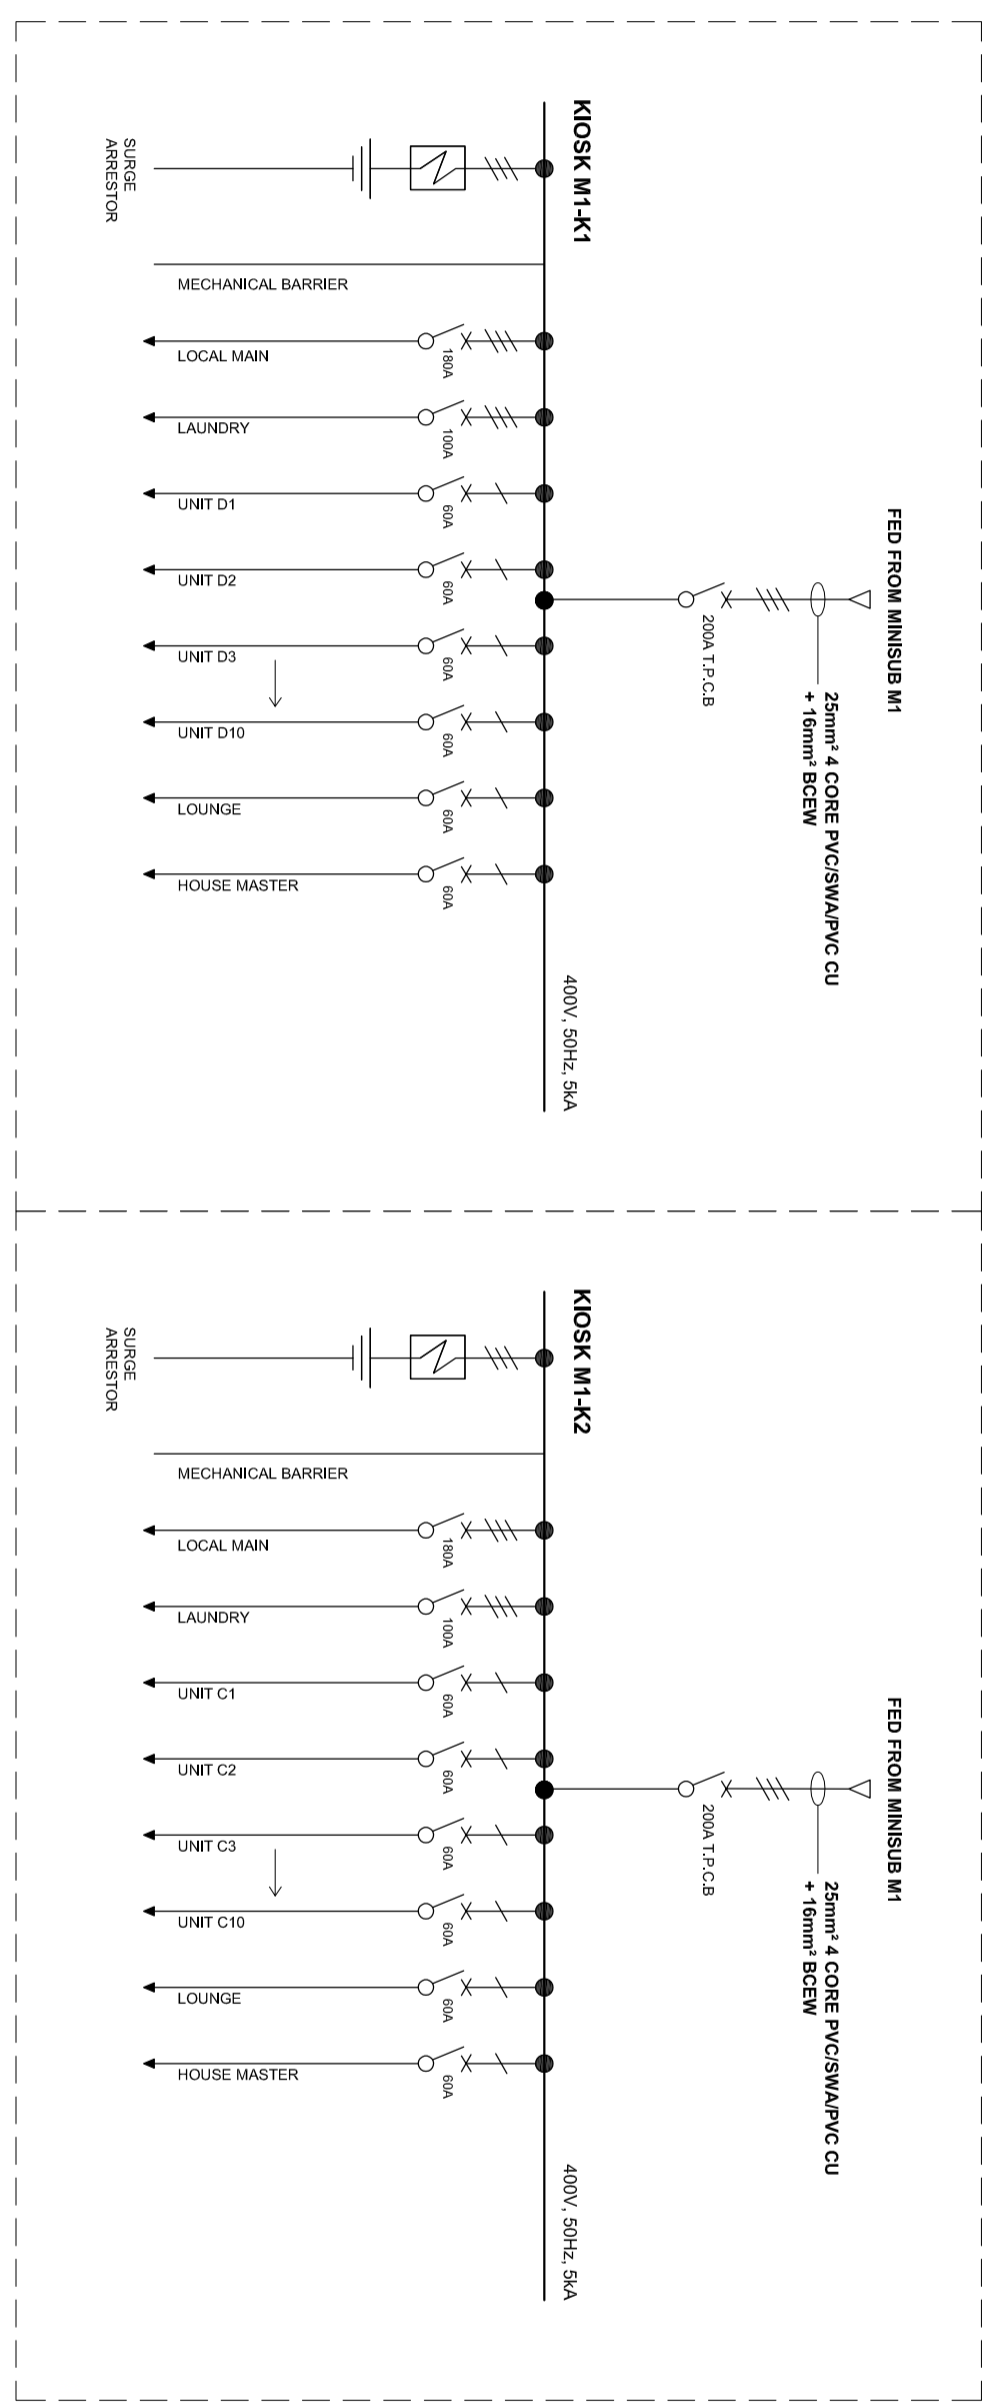 FED FROM MINISUB M1
25mm² 4 CORE PVC/SWA/PVC CU
+ 16mm² BCEW
200A T.P.C.B
KIOSK M1-K1
400V, 50Hz, 5kA
180A
100A
60A
60A
60A
60A
60A
60A
SURGE
ARRESTOR
MECHANICAL BARRIER
LOCAL MAIN
LAUNDRY
UNIT D1
UNIT D2
UNIT D3
UNIT D10
LOUNGE
HOUSE MASTER
FED FROM MINISUB M1
25mm² 4 CORE PVC/SWA/PVC CU
+ 16mm² BCEW
200A T.P.C.B
KIOSK M1-K2
400V, 50Hz, 5kA
180A
100A
60A
60A
60A
60A
60A
60A
SURGE
ARRESTOR
MECHANICAL BARRIER
LOCAL MAIN
LAUNDRY
UNIT C1
UNIT C2
UNIT C3
UNIT C10
LOUNGE
HOUSE MASTER